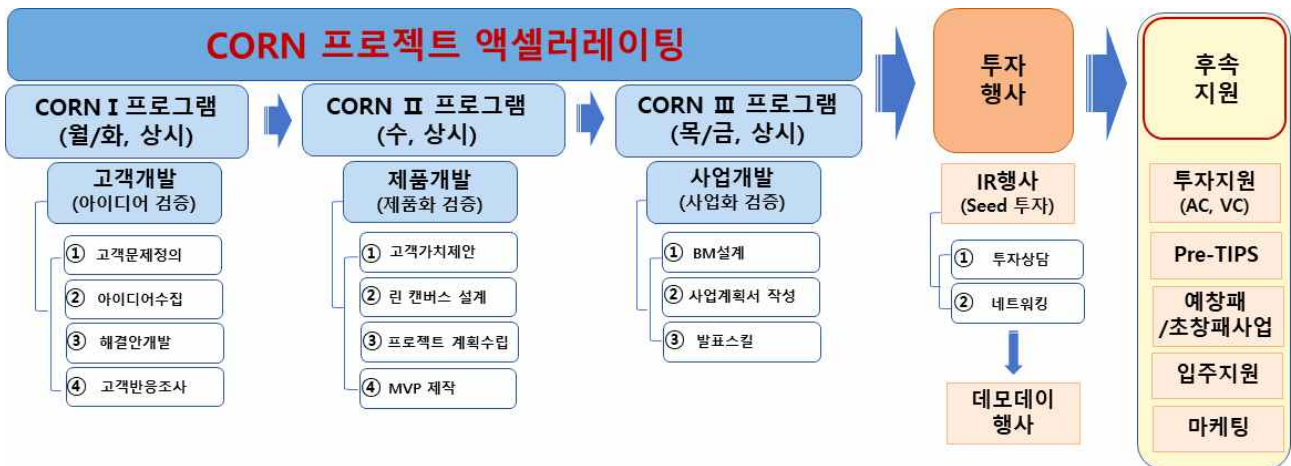 CORN 프로젝트 액셀러레이팅
CORN Ⅰ 프로그램
(월/화, 상시)
고객개발
(아이디어 검증)
① 고객문제정의
② 아이디어수집
③ 해결안개발
④ 고객반응조사
CORN Ⅱ 프로그램
(수, 상시)
제품개발
(제품화 검증)
① 고객가치제안
② 린 캔버스 설계
③ 프로젝트 계획수립
④ MVP 제작
CORN Ⅲ 프로그램
(목/금, 상시)
사업개발
(사업화 검증)
① BM설계
② 사업계획서 작성
③ 발표스킬
투자
행사
IR행사
(Seed 투자)
① 투자상담
② 네트워킹
데모데이
행사
후속
지원
투자지원
(AC, VC)
Pre-TIPS
예창패
/초창패사업
입주지원
마케팅